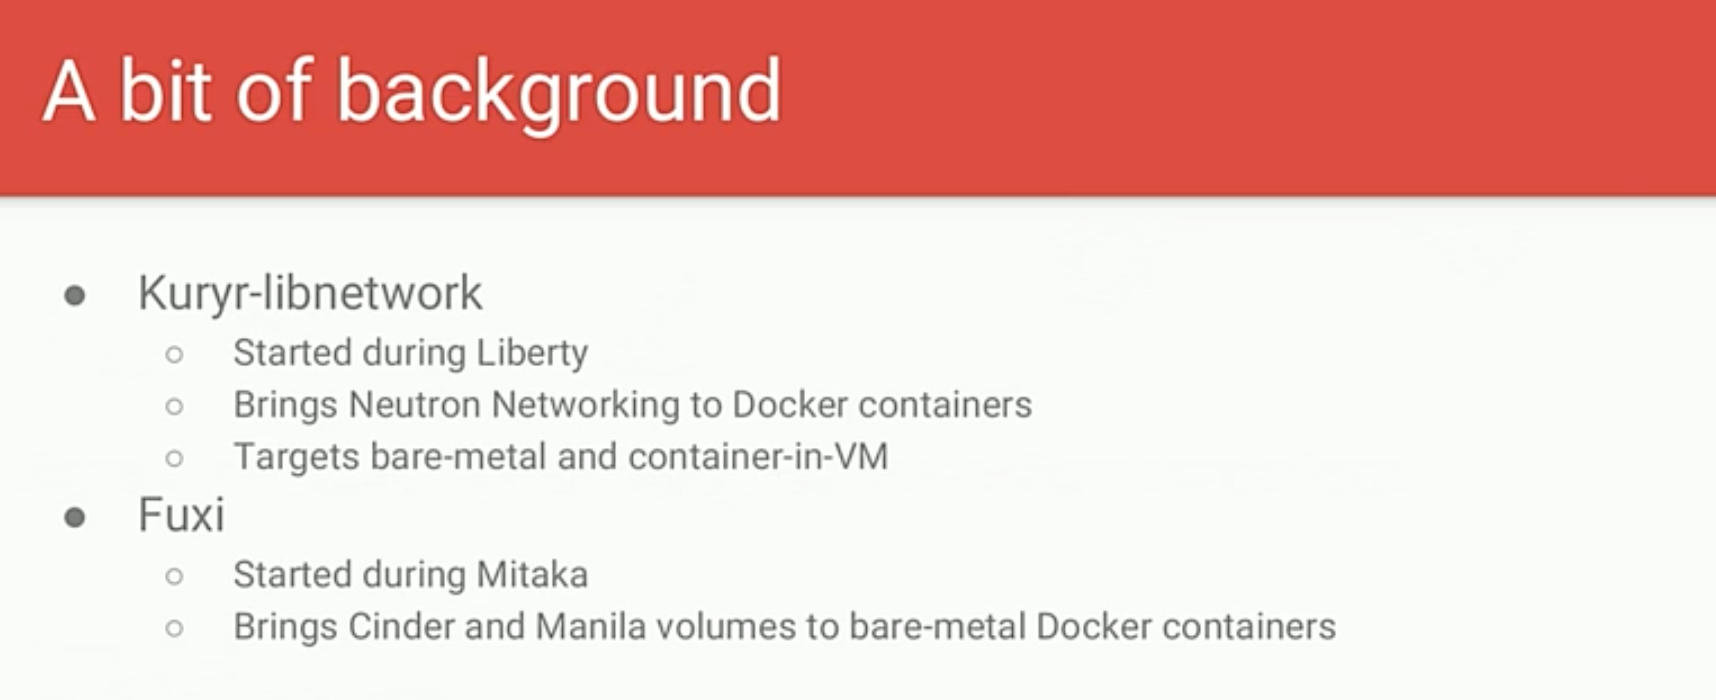 A bit of background
● Kuryr-libnetwork
○ Started during Liberty
○ Brings Neutron Networking to Docker containers
○ Targets bare-metal and container-in-VM
● Fuxi
○ Started during Mitaka
○ Brings Cinder and Manila volumes to bare-metal Docker containers